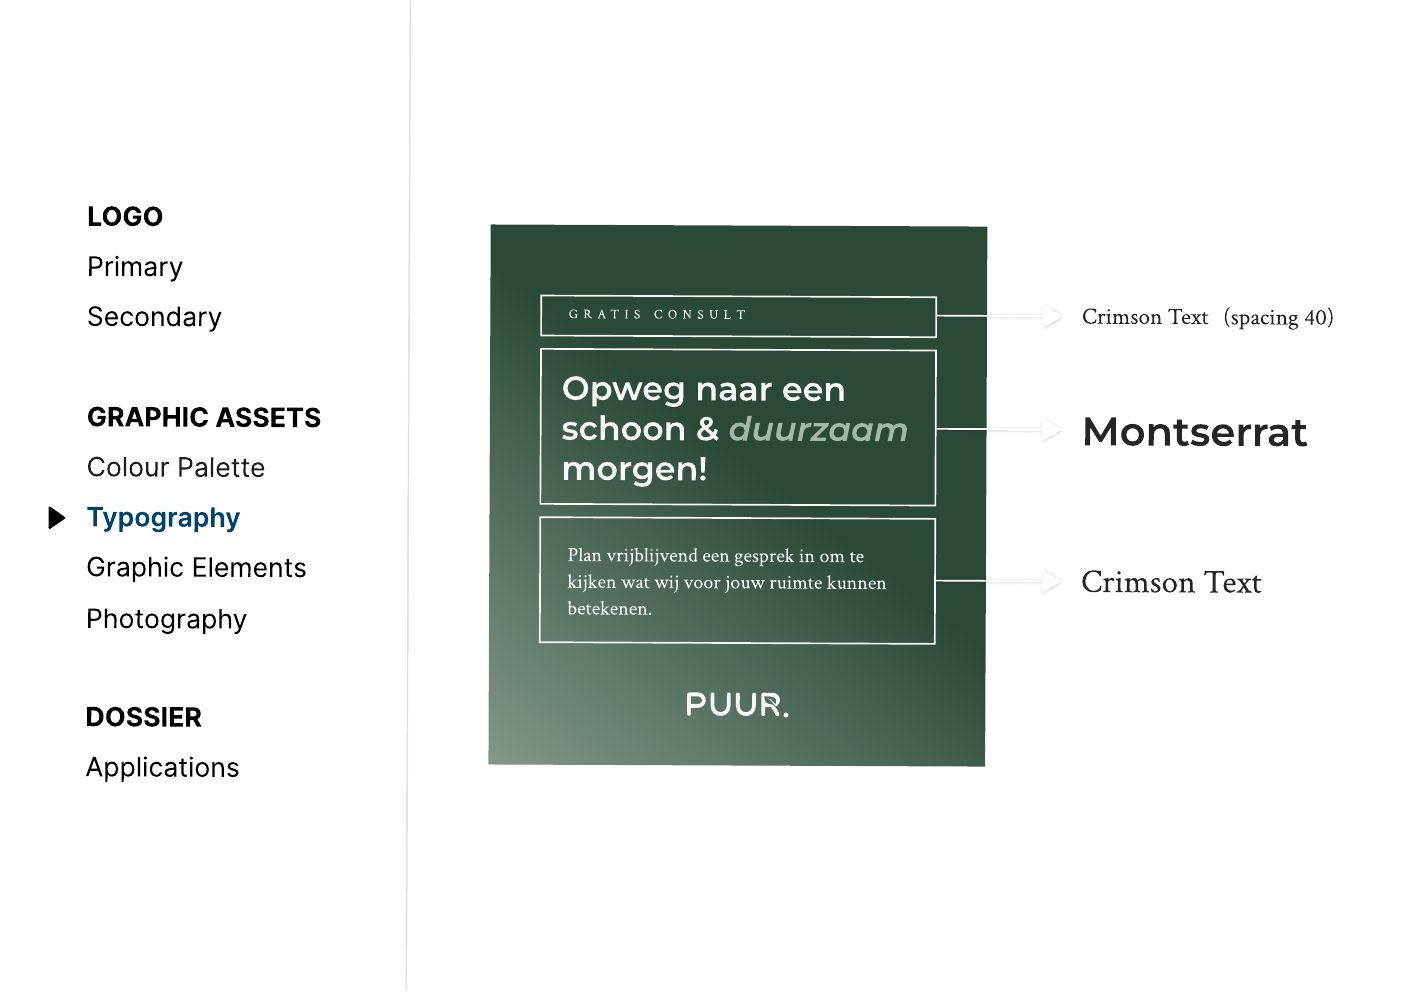 LOGO
Primary
Secondary
GRAPHIC ASSETS
Colour Palette
Typography
Graphic Elements
Photography
DOSSIER
Applications
GRATIS CONSULT
Opweg naar een
schoon & duurzaam
morgen!
Plan vrijblijvend een gesprek in om te
kijken wat wij voor jouw ruimte kunnen
betekenen.
PUUR.
Crimson Text (spacing 40)
Montserrat
Crimson Text